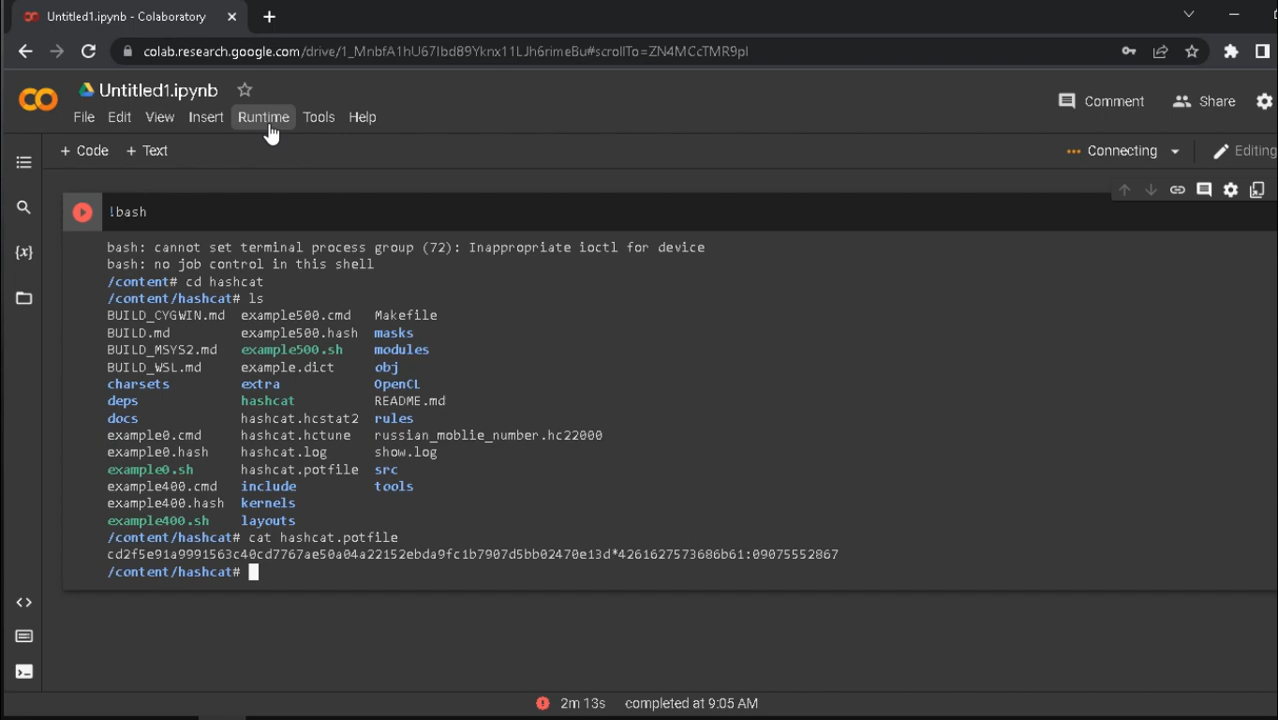 Untitled1.ipynb - Colaboratory
colab.research.google.com/drive/1_MnbfA1hU67Ibd89Yknx11LJh6rimeBu#scrollTo=ZN4MCcTMR9pI
Untitled1.ipynb
Comment Share
File Edit View Insert Runtime Tools Help
+ Code + Text Connecting Editing
!bash
bash: cannot set terminal process group (72): Inappropriate ioctl for device
bash: no job control in this shell
/content# cd hashcat
/content/hashcat# ls
BUILD_CYGWIN.md example500.cmd Makefile
BUILD.md example500.hash masks
BUILD_MSYS2.md example500.sh modules
BUILD_WSL.md example.dict obj
charsets extra OpenCL
deps hashcat README.md
docs hashcat.hcstat2 rules
example0.cmd hashcat.hctune russian_moblie_number.hc22000
example0.hash hashcat.log show.log
example0.sh hashcat.potfile src
example400.cmd include tools
example400.hash kernels
example400.sh layouts
/content/hashcat# cat hashcat.potfile
cd2f5e91a9991563c40cd7767ae50a04a22152ebda9fc1b7907d5bb02470e13d*4261627573686b61:09075552867
/content/hashcat#
2m 13s completed at 9:05 AM